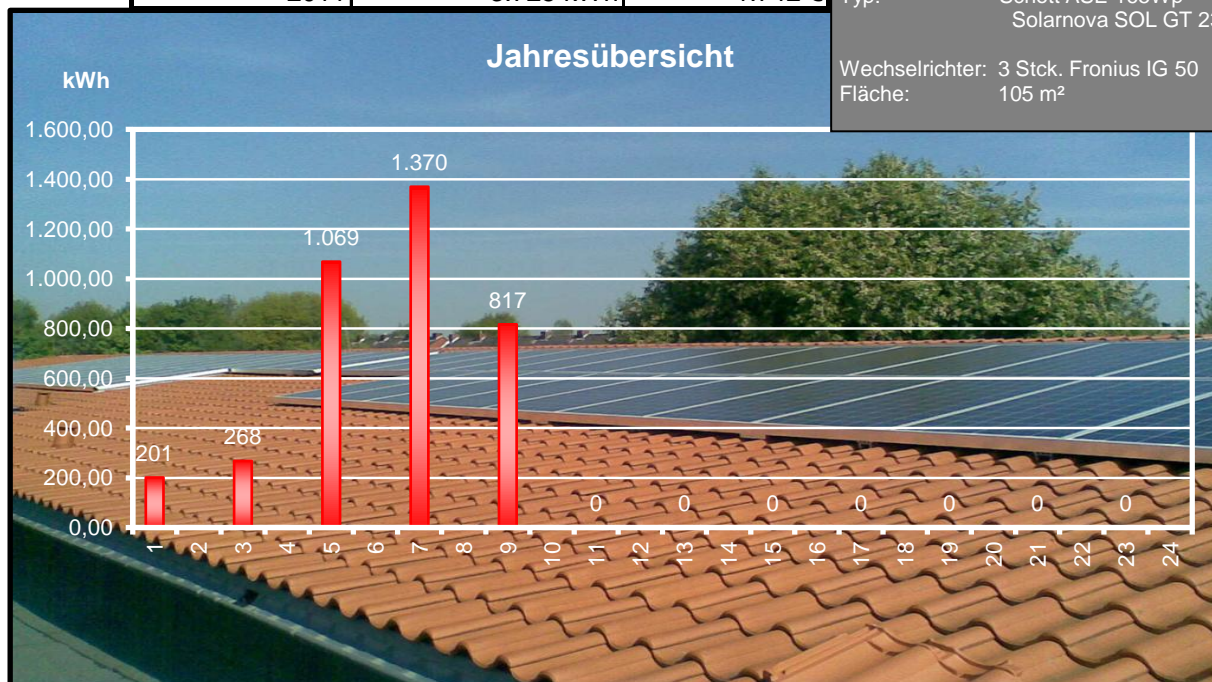 Jahresübersicht
kWh
Solarnova SOL GT
Wechselrichter: 3 Stck. Fronius IG 50
Fläche: 105 m²
1.600,00
1.400,00
1.200,00
1.000,00
800,00
600,00
400,00
200,00
0,00
201
268
1.069
1.370
817
0 0 0 0 0 0 0
1 2 3 4 5 6 7 8 9 10 11 12 13 14 15 16 17 18 19 20 21 22 23 24